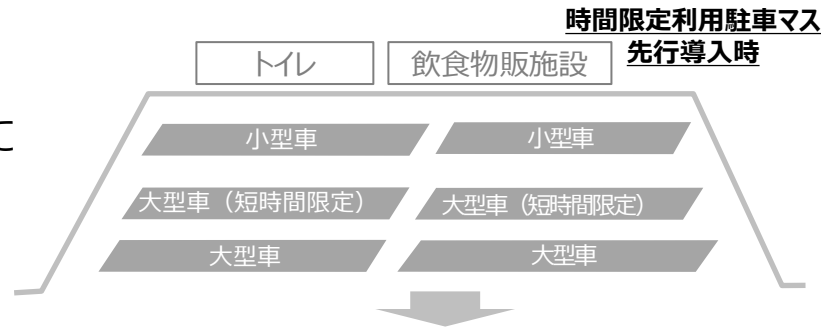 時間限定利用駐車マス
先行導入時
トイレ
飲食物販施設
に
小型車
小型車
大型車（短時間限定）
大型車（短時間限定）
大型車
大型車